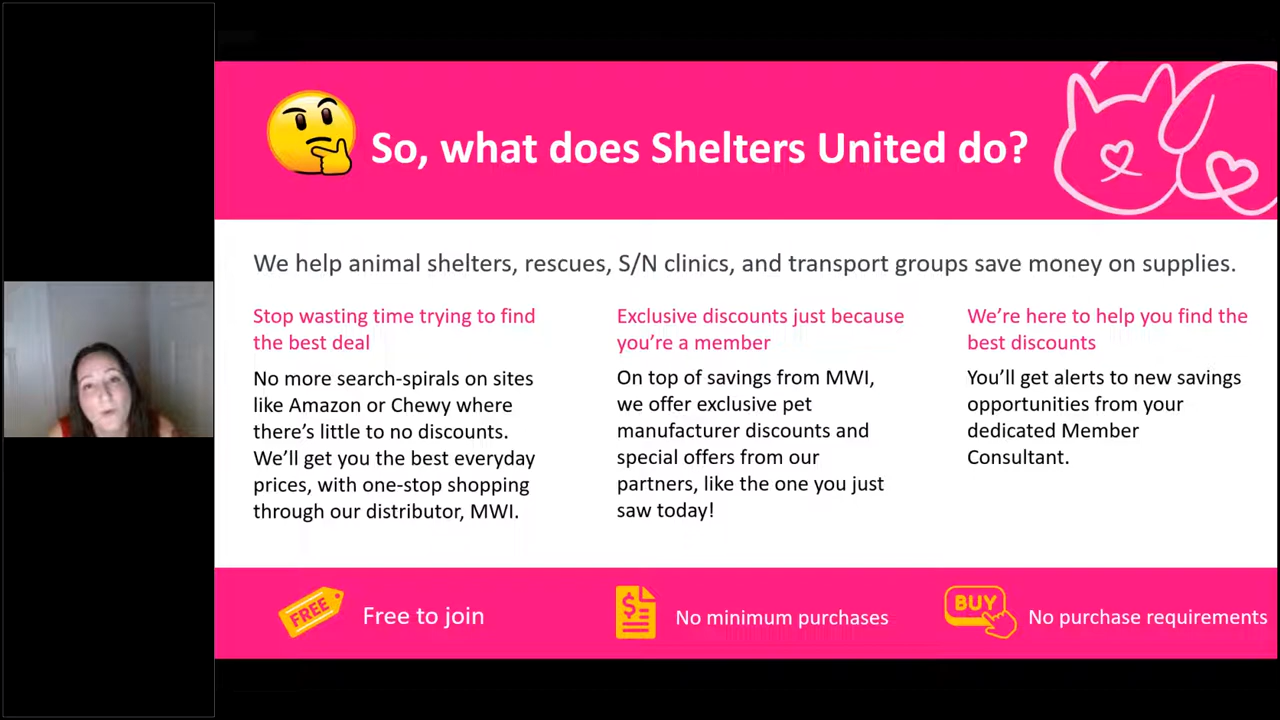 So, what does Shelters United do?
We help animal shelters, rescues, S/N clinics, and transport groups save money on supplies.
Stop wasting time trying to find
the best deal
No more search-spirals on sites
like Amazon or Chewy where
there's little to no discounts.
We'll get you the best everyday
prices, with one-stop shopping
through our distributor, MWI.
Exclusive discounts just because
you're a member
On top of savings from MWI,
we offer exclusive pet
manufacturer discounts and
special offers from our
partners, like the one you just
saw today!
We're here to help you find the
best discounts
You'll get alerts to new savings
opportunities from your
dedicated Member
Consultant.
FREE
Free to join
No minimum purchases
BUY
No purchase requirements